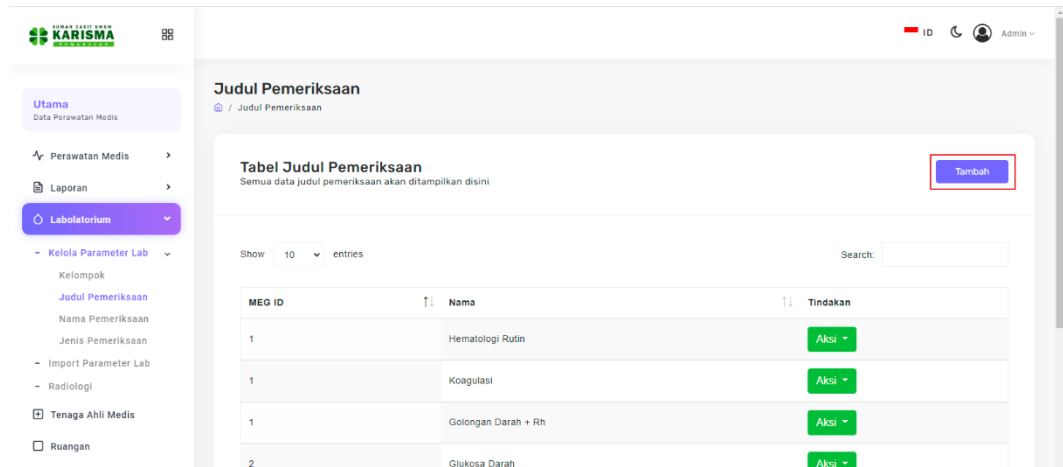 RUMAH SAKIT UMUM
KARISMA
ID
Admin
Utama
Data Perawatan Medis
Perawatan Medis
Laporan
Labolatorium
- Kelola Parameter Lab
Kelompok
Judul Pemeriksaan
Nama Pemeriksaan
Jenis Pemeriksaan
- Import Parameter Lab
- Radiologi
Tenaga Ahli Medis
Ruangan
Judul Pemeriksaan
/ Judul Pemeriksaan
Tabel Judul Pemeriksaan
Semua data judul pemeriksaan akan ditampilkan disini
Tambah
Show 10 entries
Search:
MEG ID Nama Tindakan
1 Hematologi Rutin Aksi
1 Koagulasi Aksi
1 Golongan Darah + Rh Aksi
2 Glukosa Darah Aksi